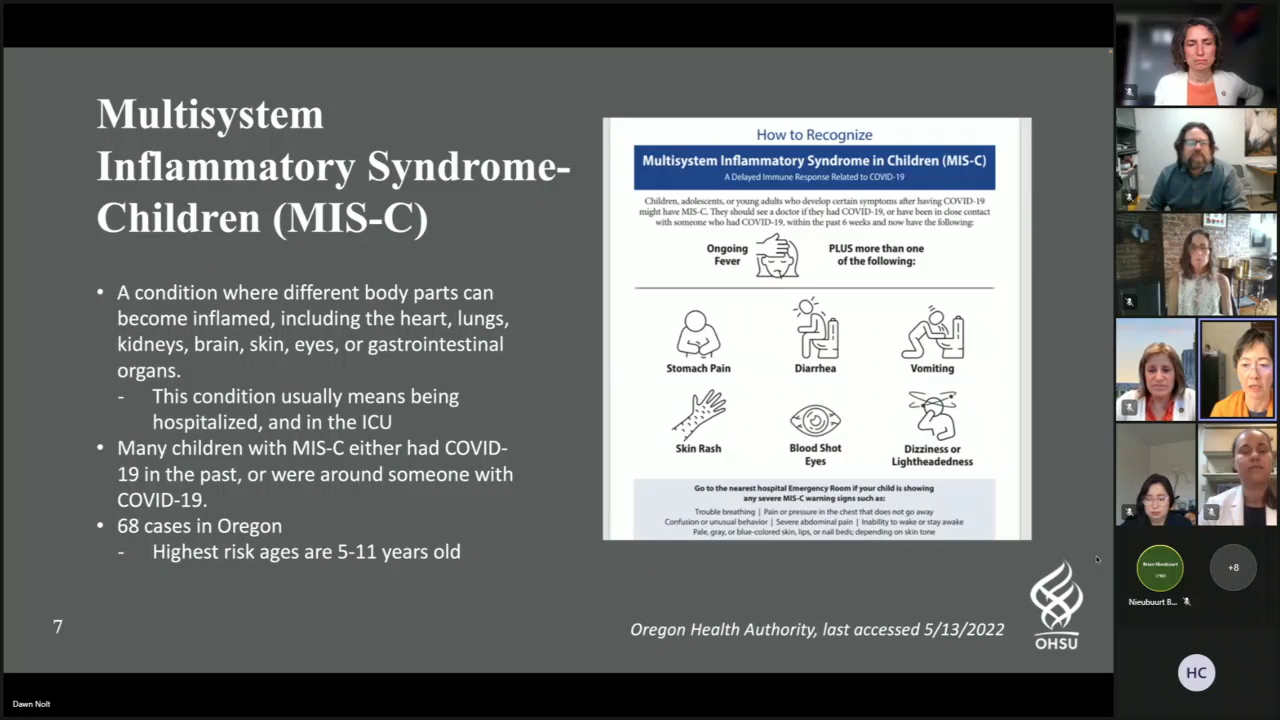 Multisystem
Inflammatory Syndrome-
Children (MIS-C)
• A condition where different body parts can
become inflamed, including the heart, lungs,
kidneys, brain, skin, eyes, or gastrointestinal
organs.
- This condition usually means being
hospitalized, and in the ICU
• Many children with MIS-C either had COVID-
19 in the past, or were around someone with
COVID-19.
• 68 cases in Oregon
- Highest risk ages are 5-11 years old
7
How to Recognize
Multisystem Inflammatory Syndrome in Children (MIS-C)
A Delayed Immune Response Related to COVID-19
Children, adolescents, or young adults who develop certain symptoms after having COVID-19
might have MIS-C. They should see a doctor if they had COVID-19, or have been in close contact
with someone who had COVID-19, within the past 6 weeks and now have the following:
Ongoing
Fever
PLUS more than one
of the following:
Stomach Pain
Diarrhea
Vomiting
Skin Rash
Blood Shot
Eyes
Dizziness or
Lightheadedness
Go to the nearest hospital Emergency Room if your child is showing
any severe MIS-C warning signs such as:
Trouble breathing | Pain or pressure in the chest that does not go away
Confusion or unusual behavior | Severe abdominal pain | Inability to wake or stay awake
Pale, gray, or blue-colored skin, lips, or nail beds; depending on skin tone
Oregon Health Authority, last accessed 5/13/2022
OHSU
Dawn Nolt
Brian Nieubuurt
+8
Nieubuurt B...
HC